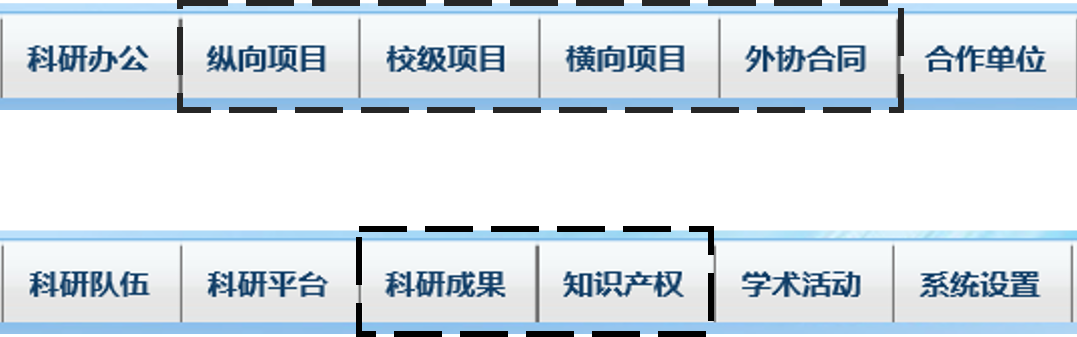 科研办公 纵向项目 校级项目 横向项目 外协合同 合作单位
科研队伍 科研平台 科研成果 知识产权 学术活动 系统设置